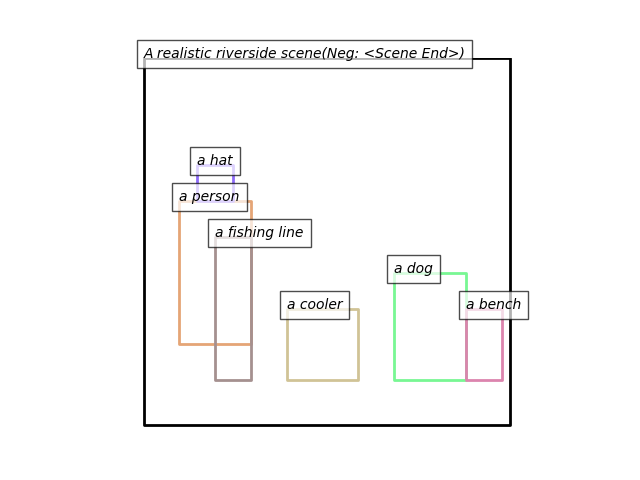 A realistic riverside scene(Neg: <Scene End>)
a hat
a person
a fishing line
a dog
a cooler
a bench